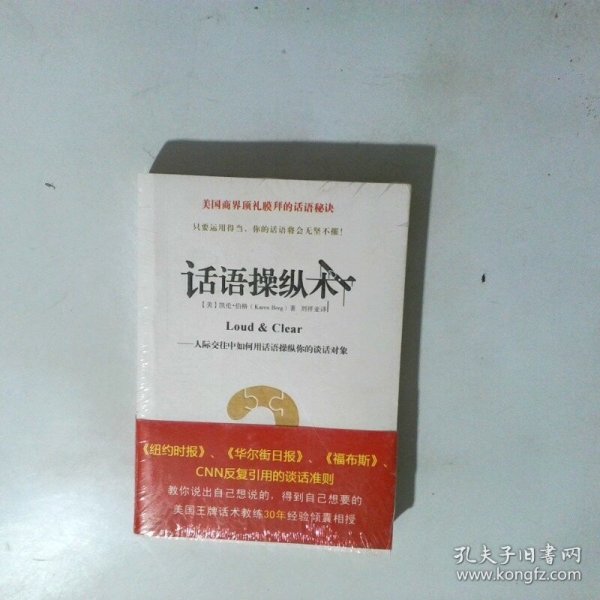 美国商界顶礼膜拜的话语秘诀
只要运用得当，你的话语将会无坚不摧！
话语操纵术
【美】凯伦·伯格（Karen Berg）著 刘祥亚译
Loud & Clear
——人际交往中如何用话语操纵你的谈话对象
《纽约时报》、《华尔街日报》、《福布斯》、
CNN反复引用的谈话准则
教你说出自己想说的，得到自己想要的
美国王牌话术教练30年经验倾囊相授
孔夫子旧书网
www.kongfz.com